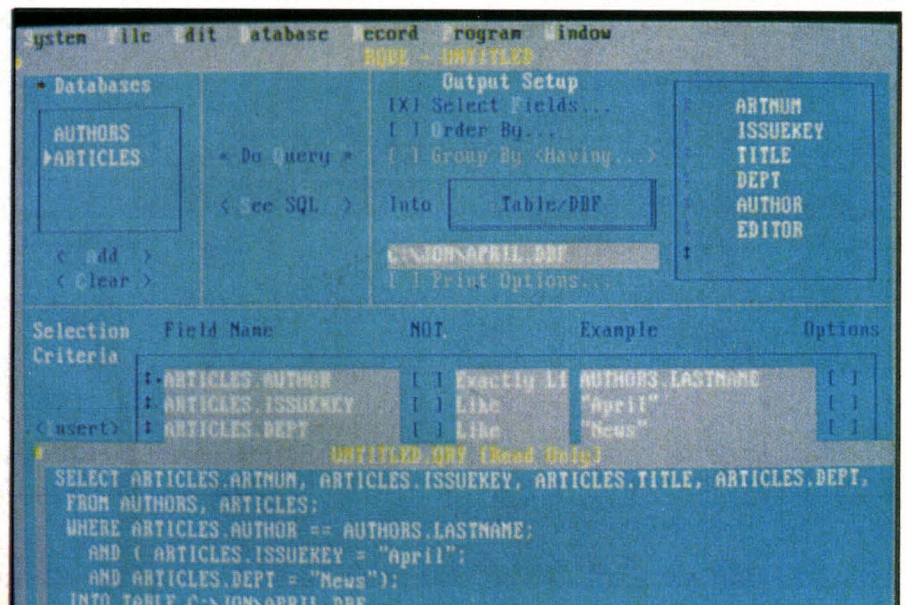 ystem ile dit atabase ecord rogram indow
RQBE - UNTITLED
Databases
AUTHORS
▶ARTICLES
< dd >
< lear >
« Do uery »
< ee SQL >
Output Setup
[X] Select ields...
[ ] rder By...
[ ] Group By <Having...>
Into Table/DBF
C:\JON\APRIL.DBF
[ ] Print Options...
ARTNUM
ISSUEKEY
TITLE
DEPT
AUTHOR
EDITOR
Selection Field Name NOT Example Options
Criteria
ARTICLES.AUTHOR [ ] Exactly Li AUTHORS.LASTNAME [ ]
ARTICLES.ISSUEKEY [ ] Like "April" [ ]
< nsert> ARTICLES.DEPT [ ] Like "News" [ ]
UNTITLED.QRY [Read Only]
SELECT ARTICLES.ARTNUM, ARTICLES.ISSUEKEY, ARTICLES.TITLE, ARTICLES.DEPT,
FROM AUTHORS, ARTICLES;
WHERE ARTICLES.AUTHOR == AUTHORS.LASTNAME;
AND ( ARTICLES.ISSUEKEY = "April";
AND ARTICLES.DEPT = "News");
INTO TABLE C:\JON\APRIL.DBF